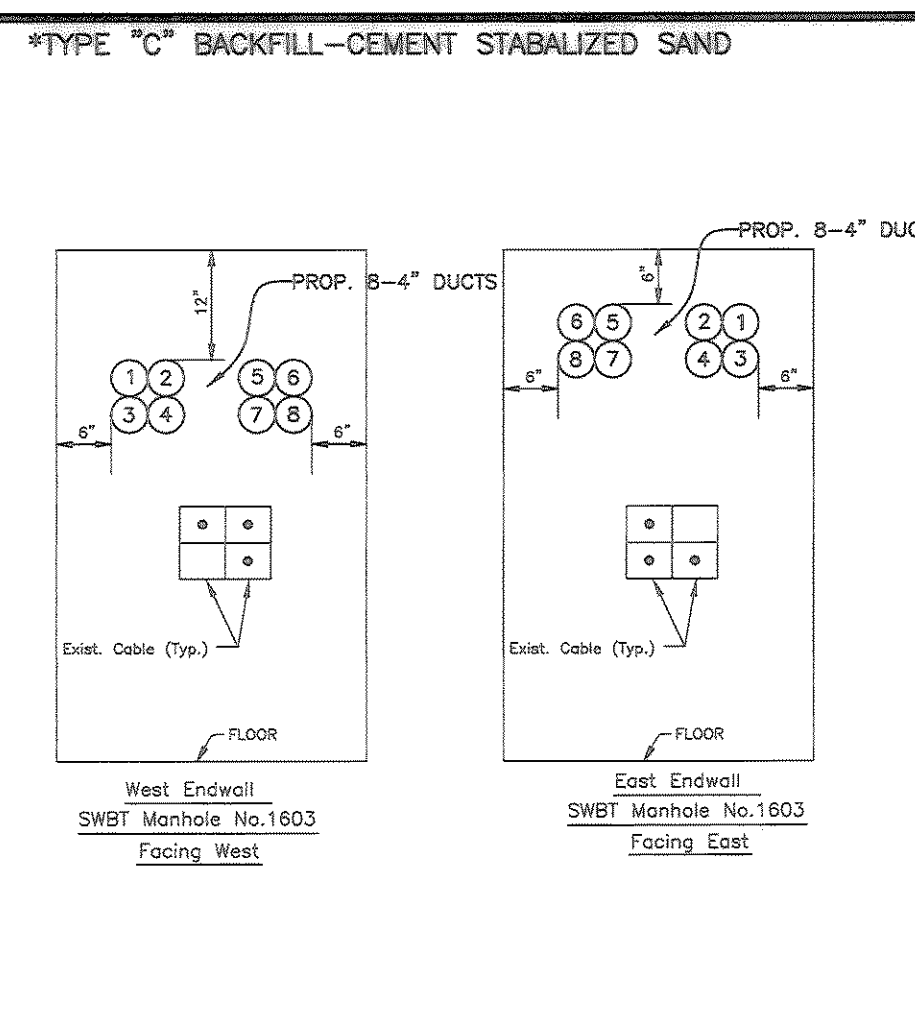 *TYPE "C" BACKFILL-CEMENT STABALIZED SAND
12"
PROP. 8-4" DUCTS
1 2 5 6
3 4 7 8
6" 6"
Exist. Cable (Typ.)
FLOOR
West Endwall
SWBT Manhole No.1603
Facing West
PROP. 8-4" DUC
6"
6 5 2 1
8 7 4 3
6" 6"
Exist. Cable (Typ.)
FLOOR
East Endwall
SWBT Manhole No.1603
Facing East